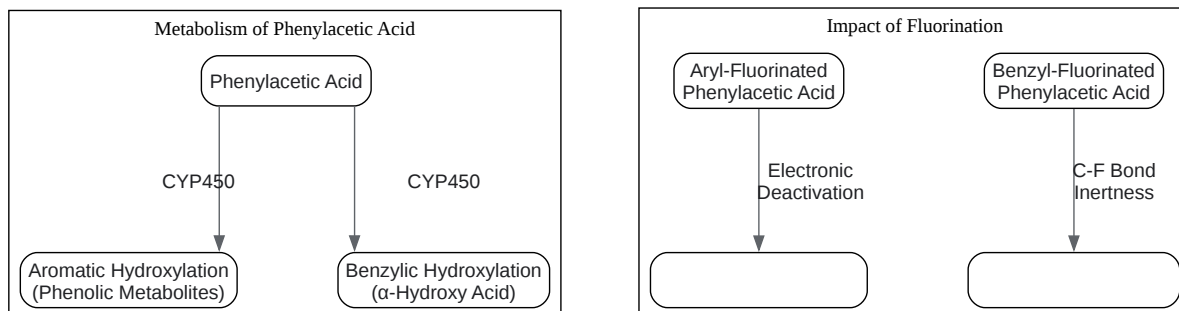 Metabolism of Phenylacetic Acid
Phenylacetic Acid
CYP450
CYP450
Aromatic Hydroxylation
(Phenolic Metabolites)
Benzylic Hydroxylation
(α-Hydroxy Acid)
Impact of Fluorination
Aryl-Fluorinated
Phenylacetic Acid
Benzyl-Fluorinated
Phenylacetic Acid
Electronic
Deactivation
C-F Bond
Inertness